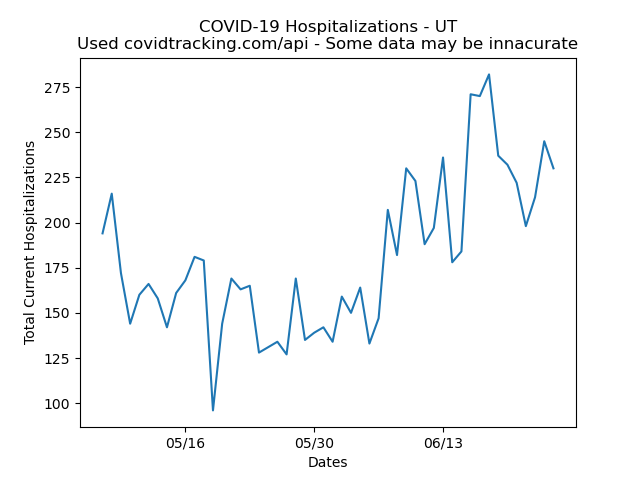 COVID-19 Hospitalizations - UT
Used covidtracking.com/api - Some data may be innacurate
Total Current Hospitalizations
275
250
225
200
175
150
125
100
05/16
05/30
06/13
Dates